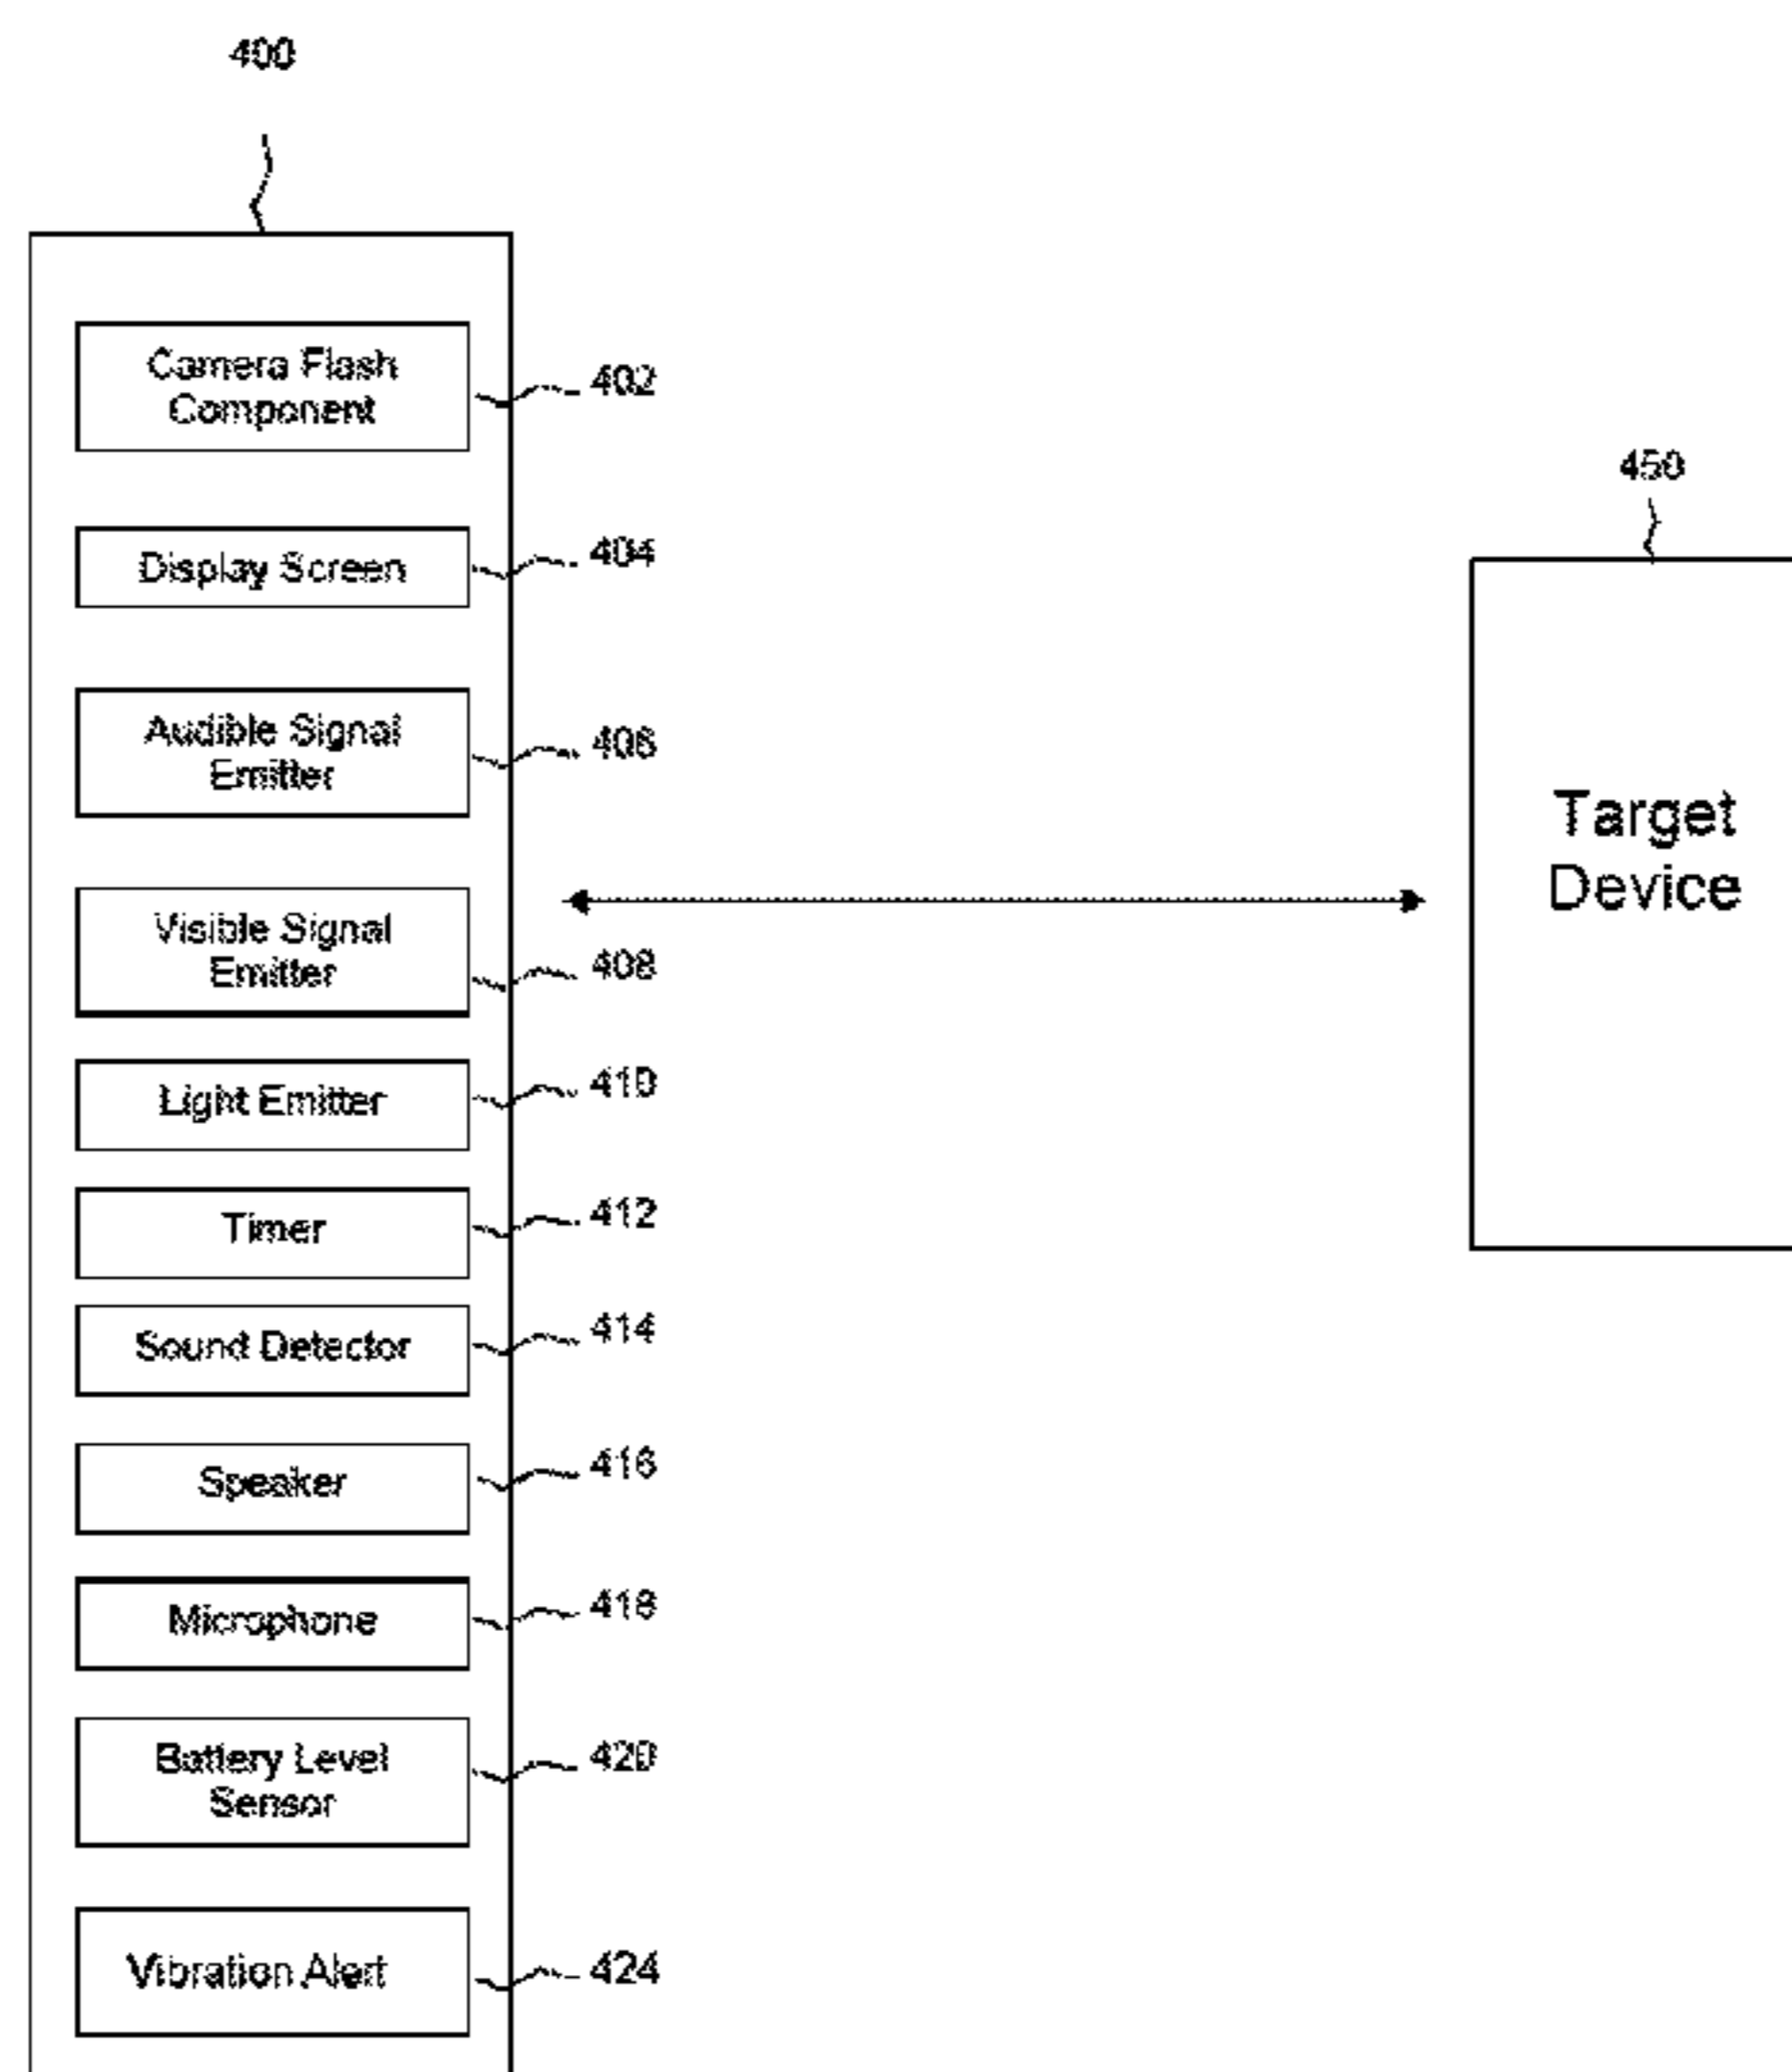 400
Camera Flash
Component
402
Display Screen
404
Audible Signal
Emitter
406
Visible Signal
Emitter
408
Light Emitter
410
Timer
412
Sound Detector
414
Speaker
416
Microphone
418
Battery Level
Sensor
420
Vibration Alert
424
450
Target
Device